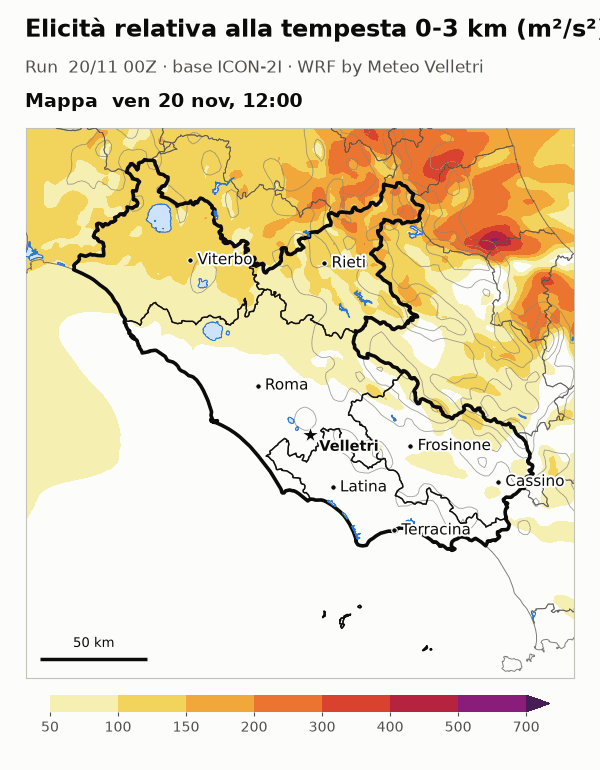 Elicità relativa alla tempesta 0-3 km (m²/s²)
Run  20/11 00Z · base ICON-2I · WRF by Meteo Velletri
Mappa  ven 20 nov, 12:00
Viterbo
Rieti
Roma
Velletri
Frosinone
Cassino
Latina
Terracina
50 km
50 100 150 200 300 400 500 700